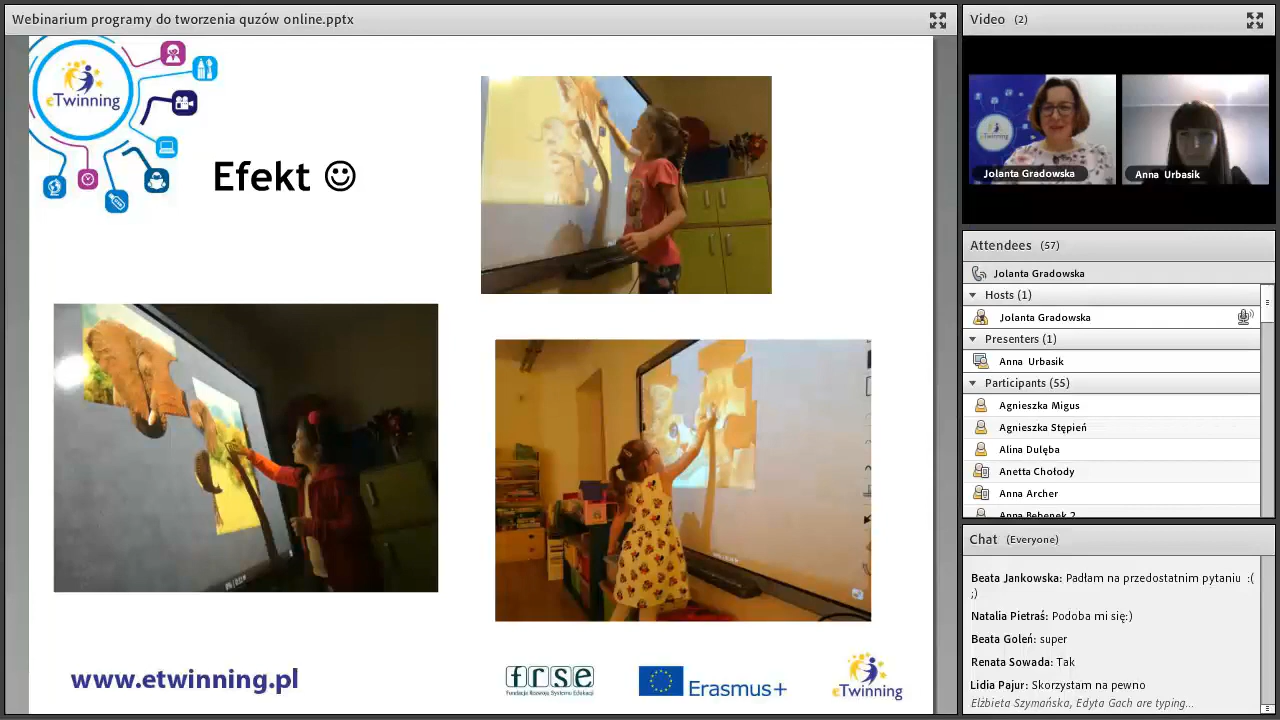 Webinarium programy do tworzenia quzów online.pptx
eTwinning
Efekt ☺
www.etwinning.pl
frse
Fundacja Rozwoju Systemu Edukacji
Erasmus+
eTwinning
Video (2)
eTwinning
Jolanta Gradowska
Anna Urbasik
Attendees (57)
Jolanta Gradowska
Hosts (1)
Jolanta Gradowska
Presenters (1)
Anna Urbasik
Participants (55)
Agnieszka Migus
Agnieszka Stępień
Alina Dulęba
Anetta Chołody
Anna Archer
Anna Bebenek 2
Chat (Everyone)
Beata Jankowska: Padłam na przedostatnim pytaniu :(
;)
Natalia Pietraś: Podoba mi się:)
Beata Goleń: super
Renata Sowada: Tak
Lidia Pajur: Skorzystam na pewno
Elżbieta Szymańska, Edyta Gach are typing...